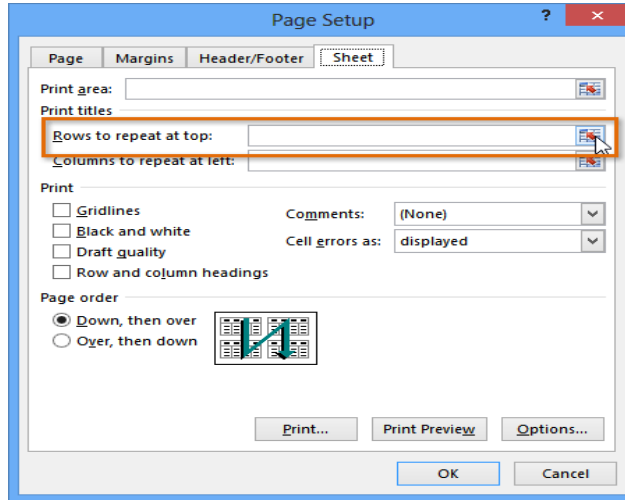 Page Setup ?
Page Margins Header/Footer Sheet
Print area:
Print titles
Rows to repeat at top:
Columns to repeat at left:
Print
Gridlines Comments: (None)
Black and white Cell errors as: displayed
Draft quality
Row and column headings
Page order
Down, then over
Over, then down
Print... Print Preview Options...
OK Cancel